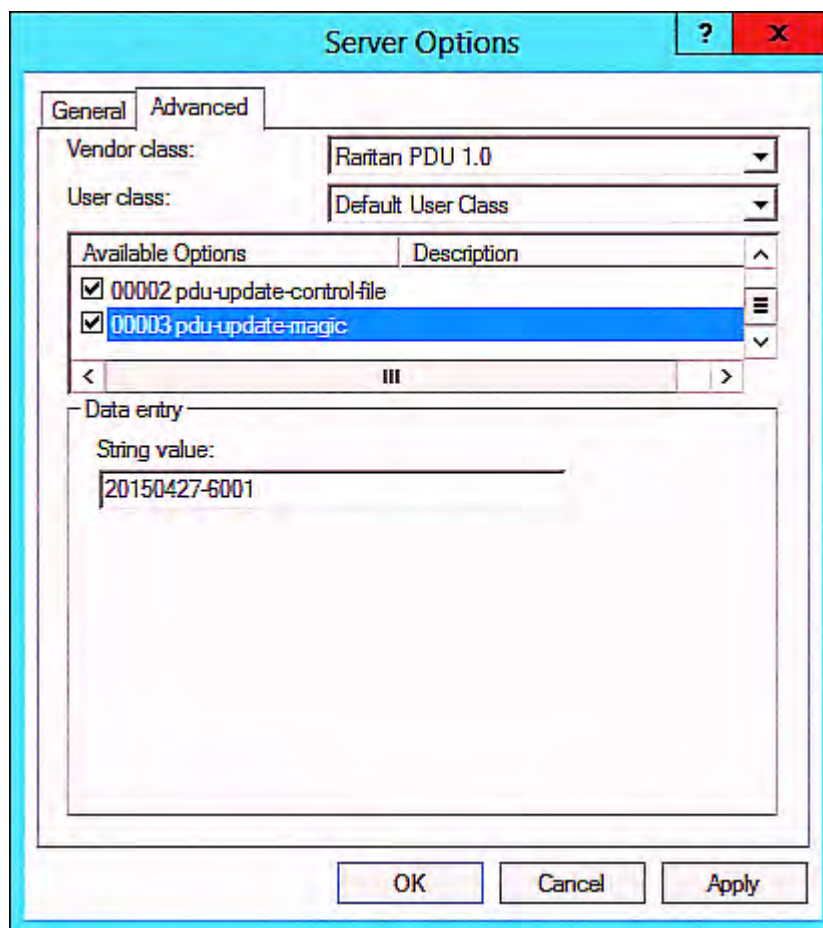 Server Options
?
x
General Advanced
Vendor class: Raritan PDU 1.0
User class: Default User Class
Available Options Description
00002 pdu-update-control-file
00003 pdu-update-magic
Data entry
String value:
20150427-6001
OK Cancel Apply